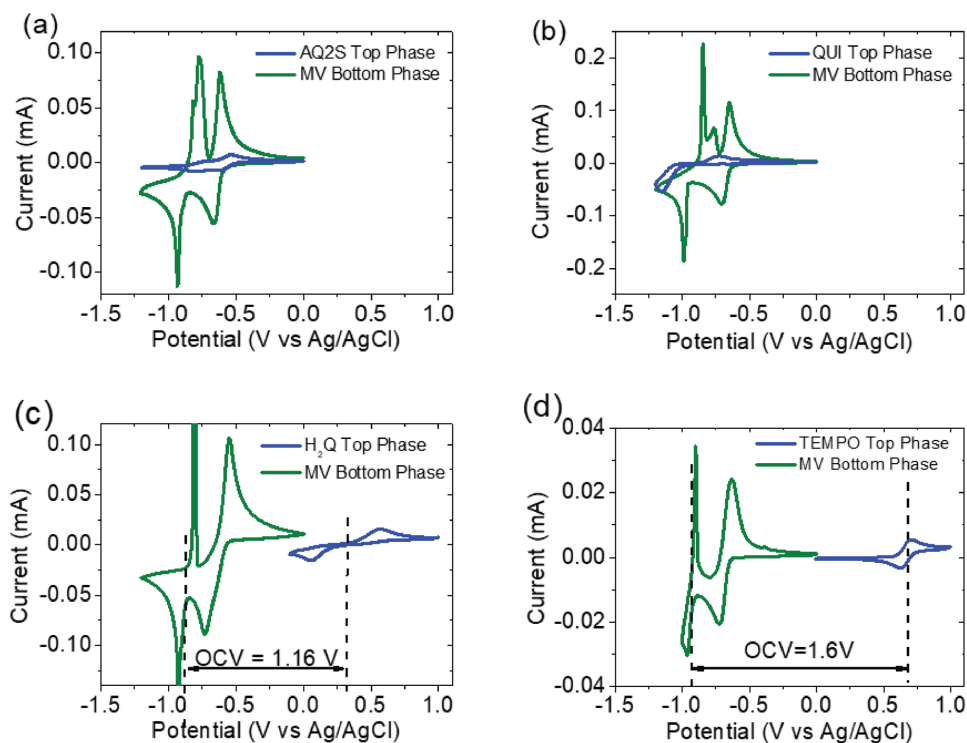 (a)
AQ2S Top Phase
MV Bottom Phase
0.10
0.05
0.00
-0.05
-0.10
Current (mA)
-1.5 -1.0 -0.5 0.0 0.5 1.0
Potential (V vs Ag/AgCl)
(b)
QUI Top Phase
MV Bottom Phase
0.2
0.1
0.0
-0.1
-0.2
Current (mA)
-1.5 -1.0 -0.5 0.0 0.5 1.0
Potential (V vs Ag/AgCl)
(c)
H₂Q Top Phase
MV Bottom Phase
0.10
0.05
0.00
-0.05
-0.10
Current (mA)
OCV = 1.16 V
-1.5 -1.0 -0.5 0.0 0.5 1.0
Potential (V vs Ag/AgCl)
(d)
TEMPO Top Phase
MV Bottom Phase
0.04
0.02
0.00
-0.02
-0.04
Current (mA)
OCV=1.6V
-1.5 -1.0 -0.5 0.0 0.5 1.0
Potential (V vs Ag/AgCl)